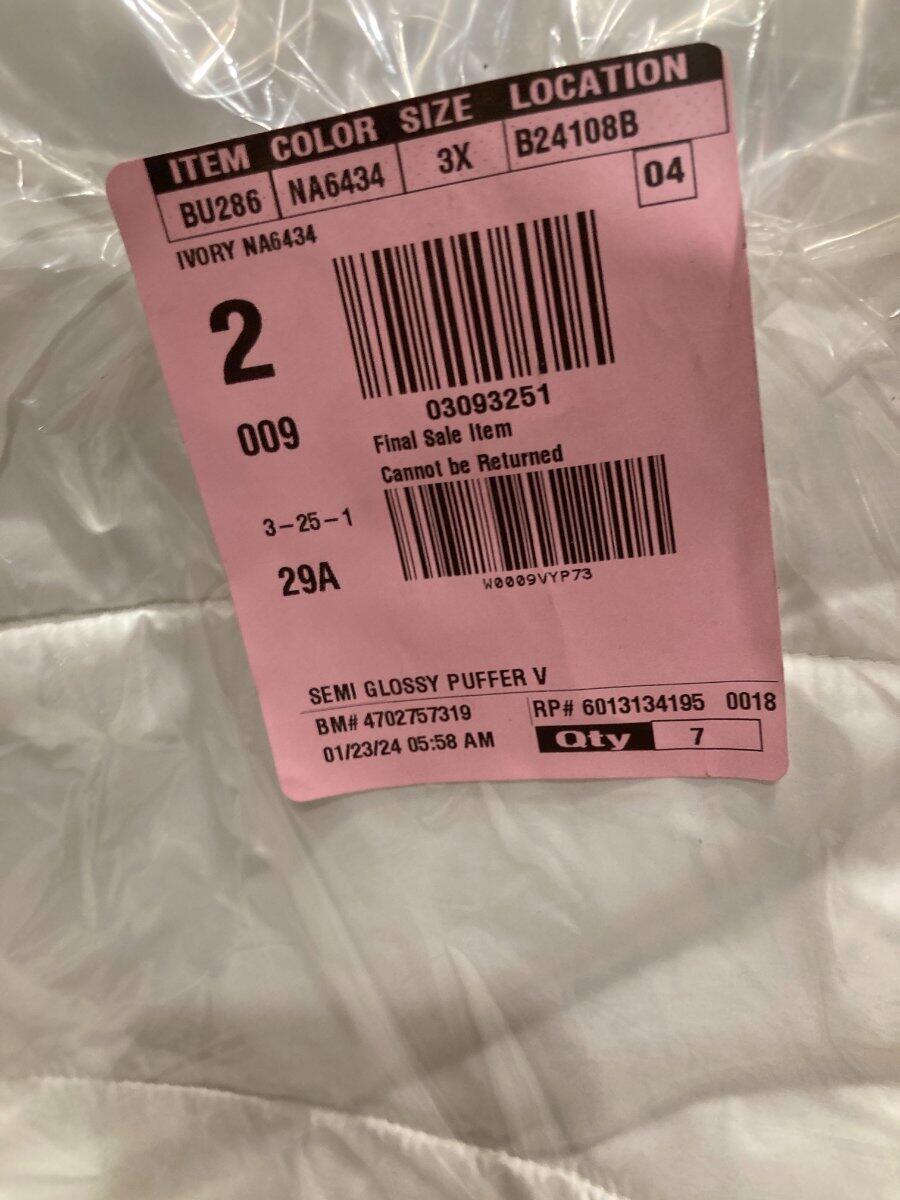 ITEM COLOR SIZE LOCATION
BU286 NA6434 3X B24108B
04
IVORY NA6434
2
009
03093251
Final Sale Item
Cannot be Returned
3-25-1
29A
W0009VYP73
SEMI GLOSSY PUFFER V
BM# 4702757319 RP# 6013134195 0018
01/23/24 05:58 AM Qty 7